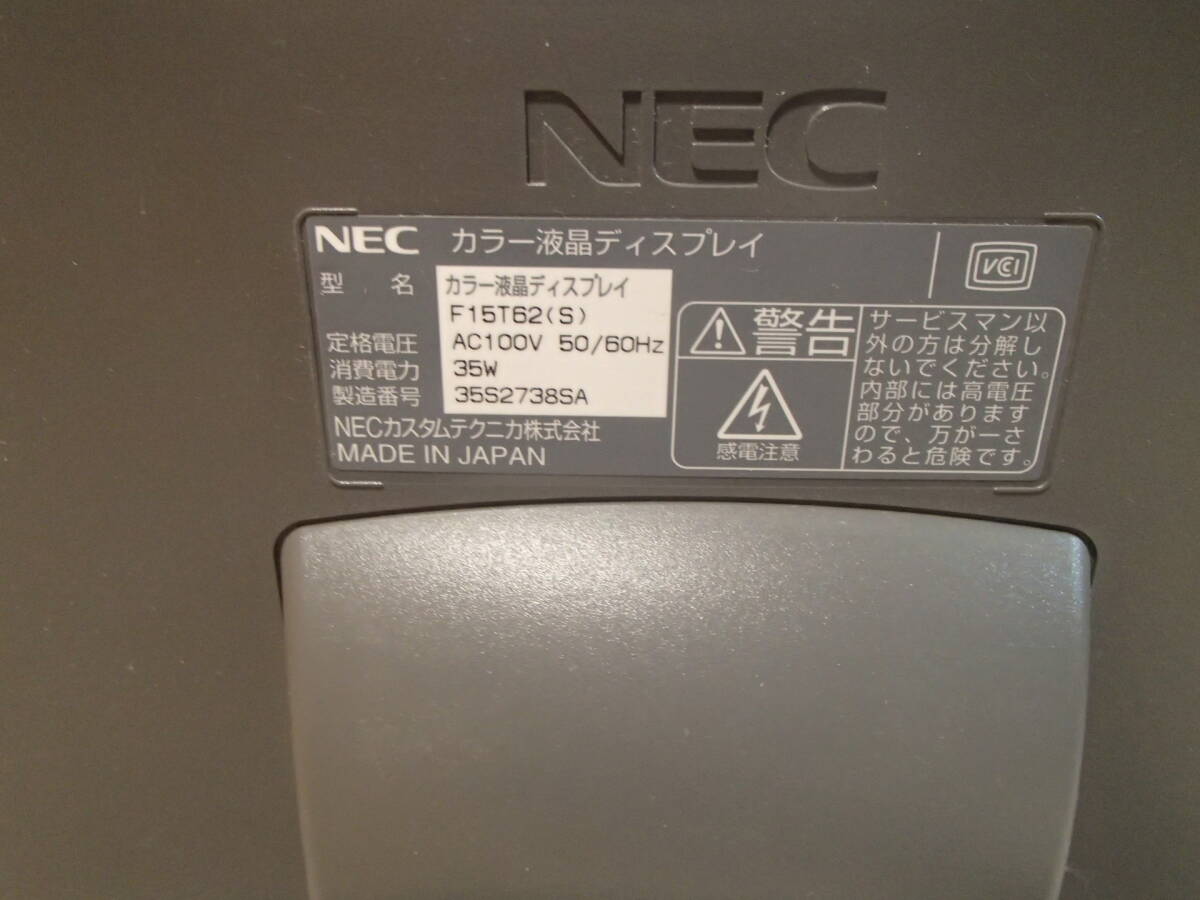 NEC
NEC カラー液晶ディスプレイ
VCCI
型 名 カラー液晶ディスプレイ
F15T62(S)
定格電圧 AC100V 50/60Hz
消費電力 35W
製造番号 35S2738SA
NECカスタムテクニカ株式会社
MADE IN JAPAN
警告
感電注意
サービスマン以
外の方は分解し
ないでください。
内部には高電圧
部分があります
ので、万が一さ
わると危険です。